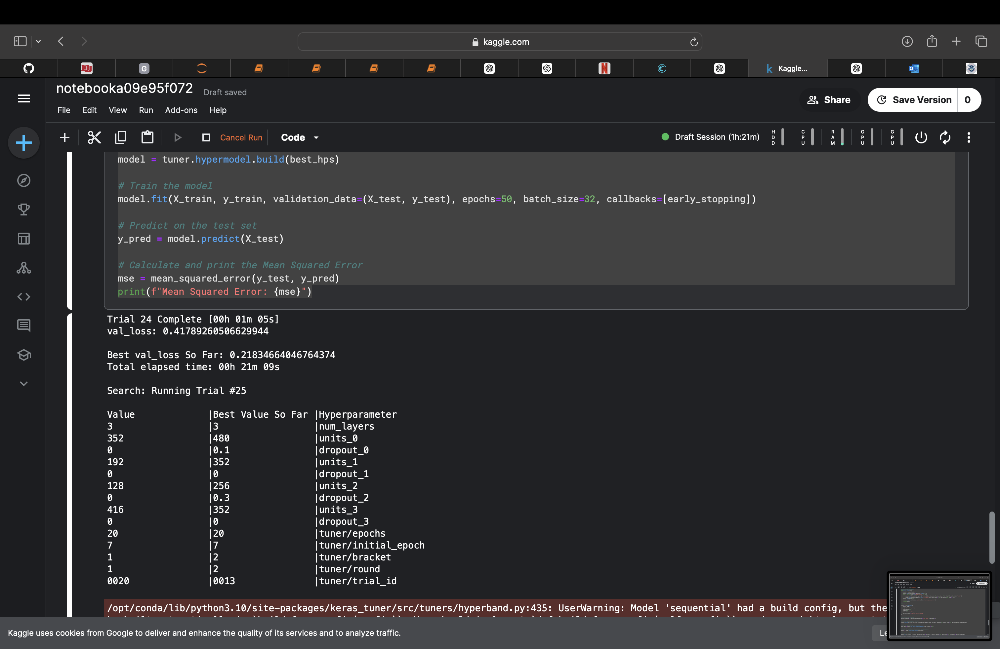 kaggle.com
G
N
k Kaggle...
notebooka09e95f072 Draft saved
Share
Save Version 0
File Edit View Run Add-ons Help
Cancel Run Code
Draft Session (1h:21m) HDD CPU RAM GPU GPU
model = tuner.hypermodel.build(best_hps)
# Train the model
model.fit(X_train, y_train, validation_data=(X_test, y_test), epochs=50, batch_size=32, callbacks=[early_stopping])
# Predict on the test set
y_pred = model.predict(X_test)
# Calculate and print the Mean Squared Error
mse = mean_squared_error(y_test, y_pred)
print(f"Mean Squared Error: {mse}")
Trial 24 Complete [00h 01m 05s]
val_loss: 0.41789260506629944
Best val_loss So Far: 0.21834664046764374
Total elapsed time: 00h 21m 09s
Search: Running Trial #25
Value |Best Value So Far |Hyperparameter
3 |3 |num_layers
352 |480 |units_0
0 |0.1 |dropout_0
192 |352 |units_1
0 |0 |dropout_1
128 |256 |units_2
0 |0.3 |dropout_2
416 |352 |units_3
0 |0 |dropout_3
20 |20 |tuner/epochs
7 |7 |tuner/initial_epoch
1 |2 |tuner/bracket
1 |2 |tuner/round
0020 |0013 |tuner/trial_id
/opt/conda/lib/python3.10/site-packages/keras_tuner/src/tuners/hyperband.py:435: UserWarning: Model 'sequential' had a build config, but the
Kaggle uses cookies from Google to deliver and enhance the quality of its services and to analyze traffic.